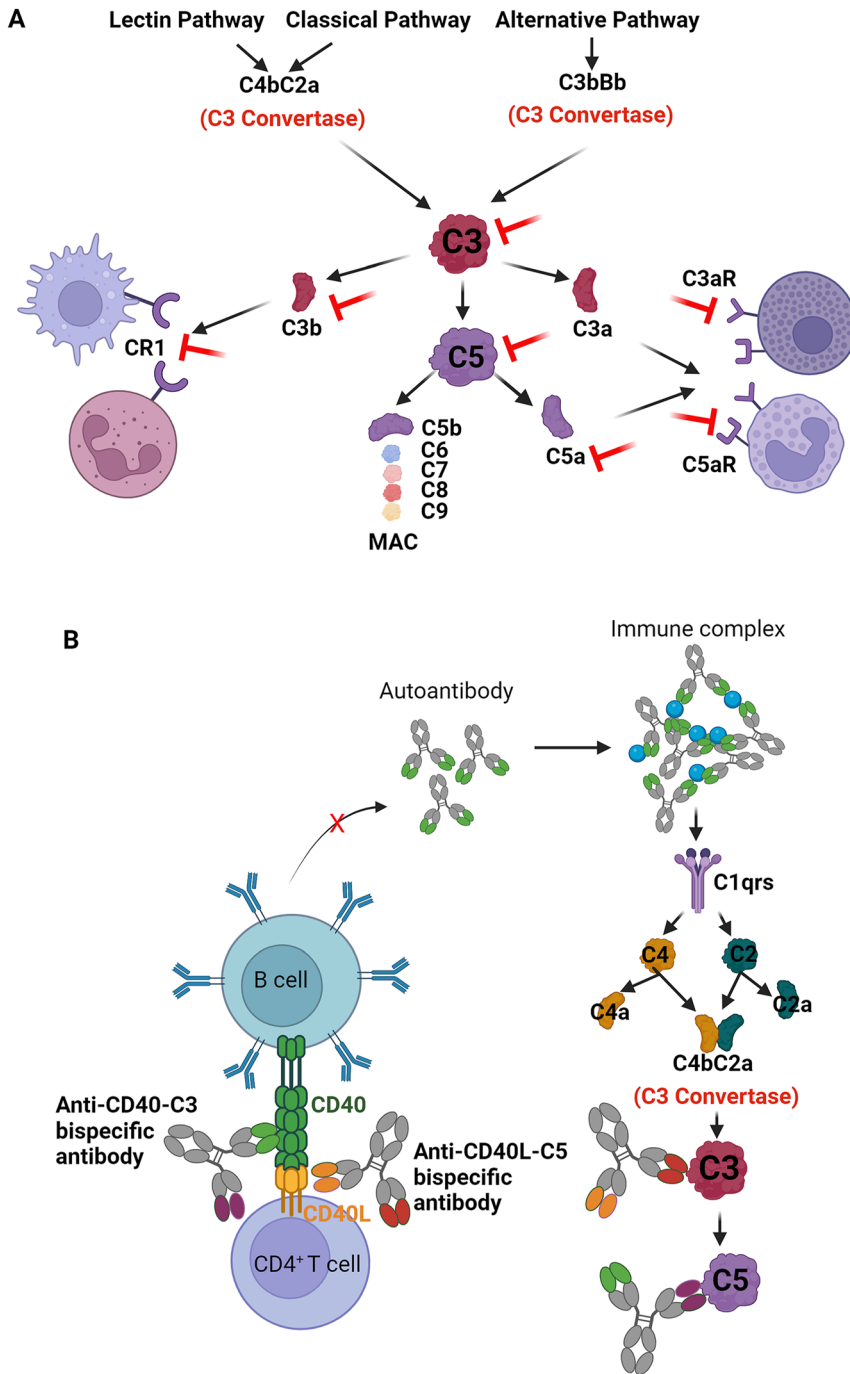 A
Lectin Pathway
Classical Pathway
Alternative Pathway
C4bC2a
(C3 Convertase)
C3bBb
(C3 Convertase)
C3
C3b
C3a
C3aR
CR1
C5
C5b
C6
C7
C8
C9
MAC
C5a
C5aR
B
Immune complex
Autoantibody
X
C1qrs
B cell
C4
C2
C4a
C2a
C4bC2a
(C3 Convertase)
Anti-CD40-C3
bispecific
antibody
CD40
Anti-CD40L-C5
bispecific
antibody
CD40L
CD4⁺ T cell
C3
C5